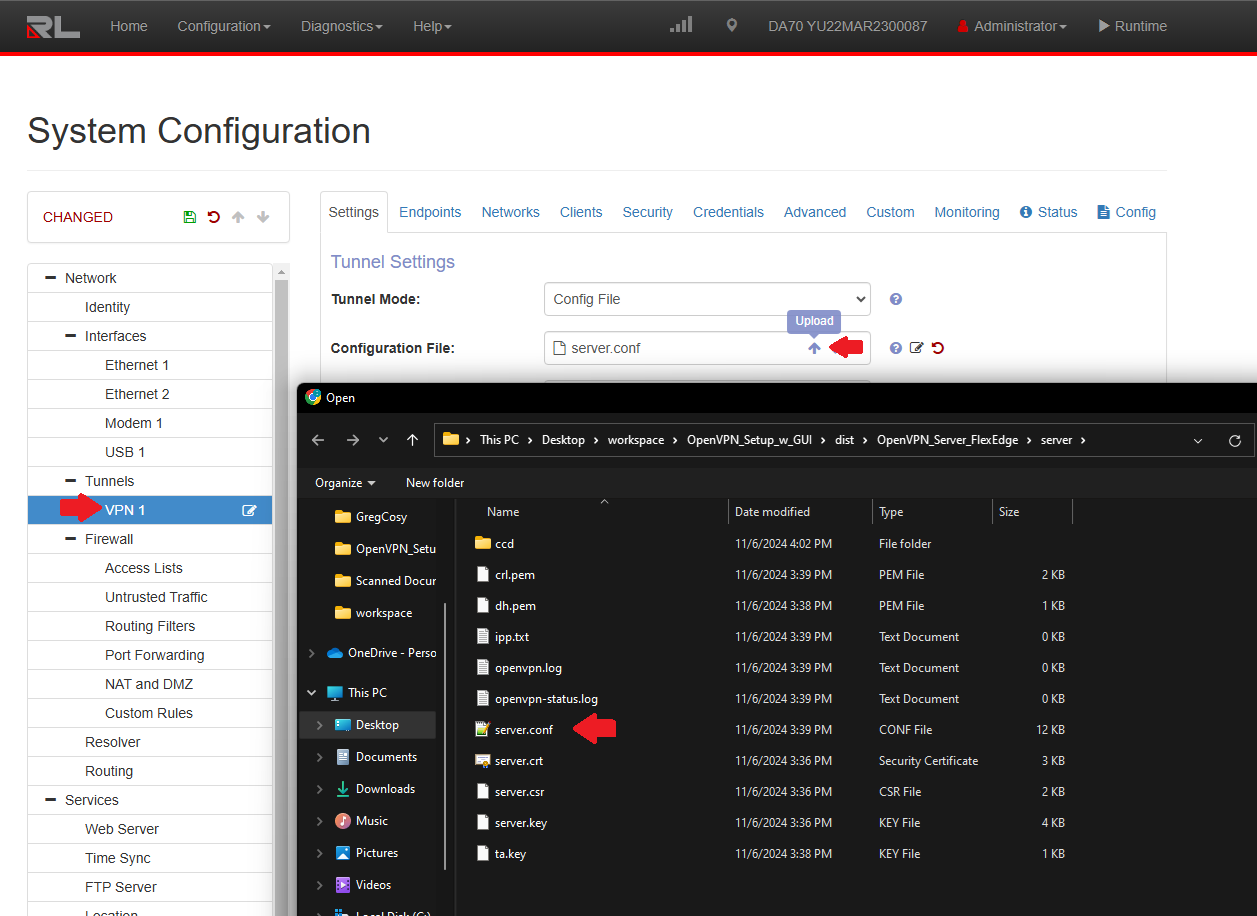 RL Home Configuration Diagnostics Help DA70 YU22MAR2300087 Administrator Runtime
System Configuration
CHANGED
Network
Identity
Interfaces
Ethernet 1
Ethernet 2
Modem 1
USB 1
Tunnels
VPN 1
Firewall
Access Lists
Untrusted Traffic
Routing Filters
Port Forwarding
NAT and DMZ
Custom Rules
Resolver
Routing
Services
Web Server
Time Sync
FTP Server
Location
Settings Endpoints Networks Clients Security Credentials Advanced Custom Monitoring Status Config
Tunnel Settings
Tunnel Mode: Config File
Upload
Configuration File: server.conf
Open
This PC Desktop workspace OpenVPN_Setup_w_GUI dist OpenVPN_Server_FlexEdge server
Organize New folder
GregCosy
OpenVPN_Setu
Scanned Docur
workspace
OneDrive - Perso
This PC
Desktop
Documents
Downloads
Music
Pictures
Videos
Local Disk (C:)
Name Date modified Type Size
ccd 11/6/2024 4:02 PM File folder
crl.pem 11/6/2024 3:39 PM PEM File 2 KB
dh.pem 11/6/2024 3:38 PM PEM File 1 KB
ipp.txt 11/6/2024 3:39 PM Text Document 0 KB
openvpn.log 11/6/2024 3:39 PM Text Document 0 KB
openvpn-status.log 11/6/2024 3:39 PM Text Document 0 KB
server.conf 11/6/2024 3:39 PM CONF File 12 KB
server.crt 11/6/2024 3:36 PM Security Certificate 3 KB
server.csr 11/6/2024 3:36 PM CSR File 2 KB
server.key 11/6/2024 3:36 PM KEY File 4 KB
ta.key 11/6/2024 3:38 PM KEY File 1 KB